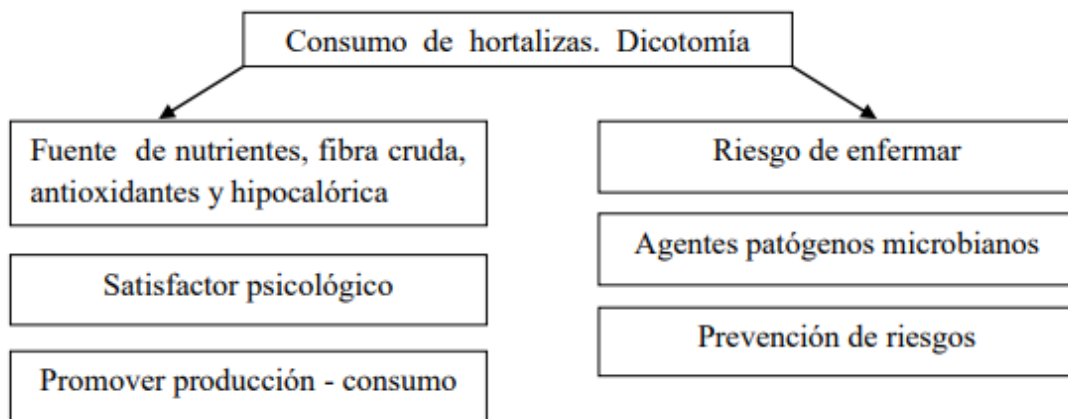 Consumo de hortalizas. Dicotomía
Fuente de nutrientes, fibra cruda,
antioxidantes y hipocalórica
Satisfactor psicológico
Promover producción - consumo
Riesgo de enfermar
Agentes patógenos microbianos
Prevención de riesgos